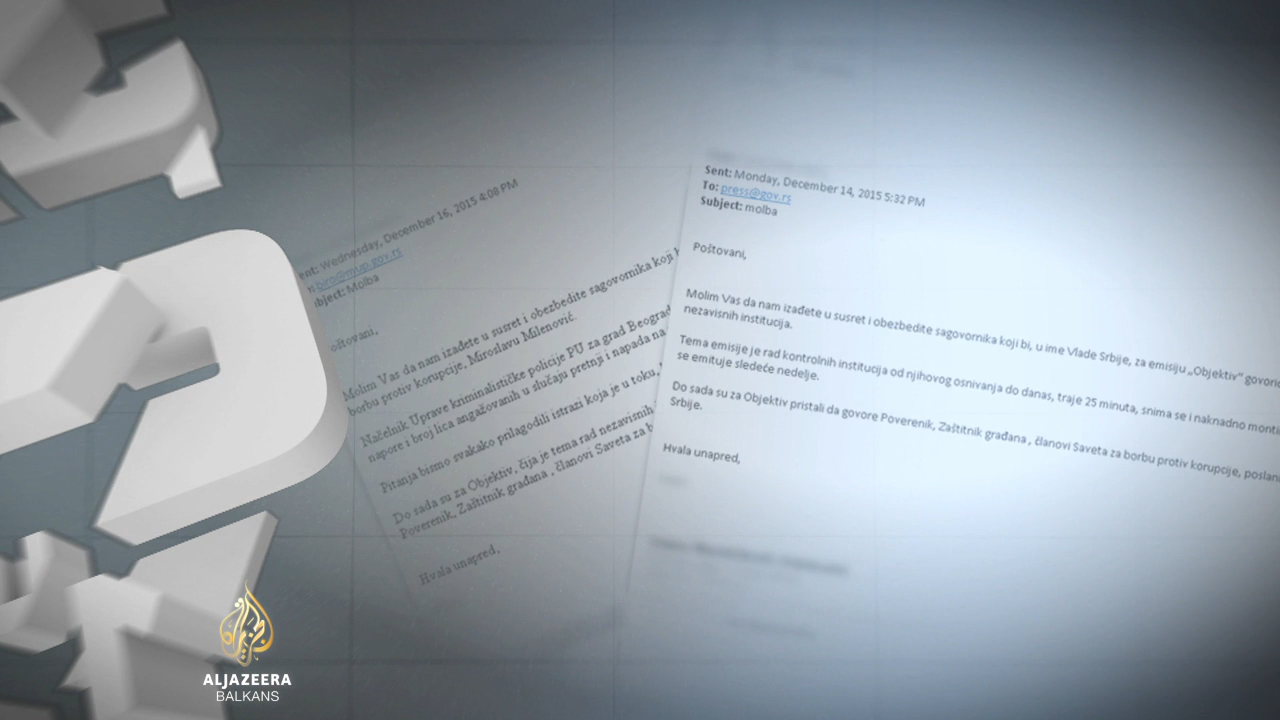 Sent: Wednesday, December 16, 2015 4:08 PM
biro@mup.gov.rs
Subject: Molba
Poštovani,
Molim Vas da nam izađete u susret i obezbedite sagovornika koji
borbu protiv korupcije, Miroslavu Milenović.
Načelnik Uprave kriminalističke policije PU za grad Beograd
napore i broj lica angažovanih u slučaju pretnji i napada na
Pitanja bismo svakako prilagodili istrazi koja je u toku,
Do sada su za Objektiv, čija je tema rad nezavisnih
Poverenik, Zaštitnik građana , članovi Saveta za
Hvala unapred,
Sent: Monday, December 14, 2015 5:32 PM
To: press@gov.rs
Subject: molba
Poštovani,
Molim Vas da nam izađete u susret i obezbedite sagovornika koji bi, u ime Vlade Srbije, za emisiju „Objektiv"
nezavisnih institucija.
Tema emisije je rad kontrolnih institucija od njihovog osnivanja do danas, traje 25 minuta, snima se i naknadno
se emituje sledeće nedelje.
Do sada su za Objektiv pristali da govore Poverenik, Zaštitnik građana , članovi Saveta za borbu protiv korupcije,
Srbije.
Hvala unapred,
ALJAZEERA
BALKANS